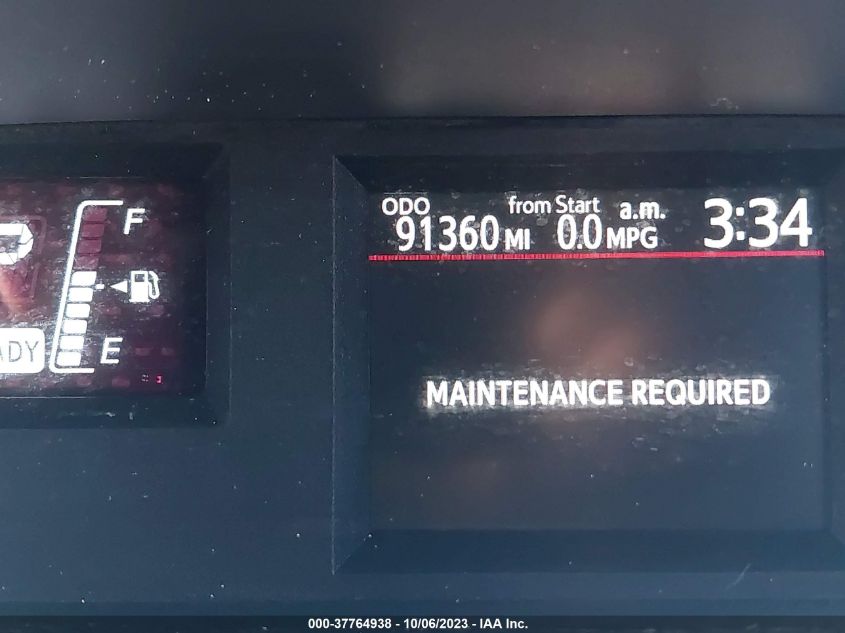 F
E
ADY
ODO from Start a.m. 3:34
91360 MI 0.0 MPG
MAINTENANCE REQUIRED
000-37764938 - 10/06/2023 - IAA Inc.